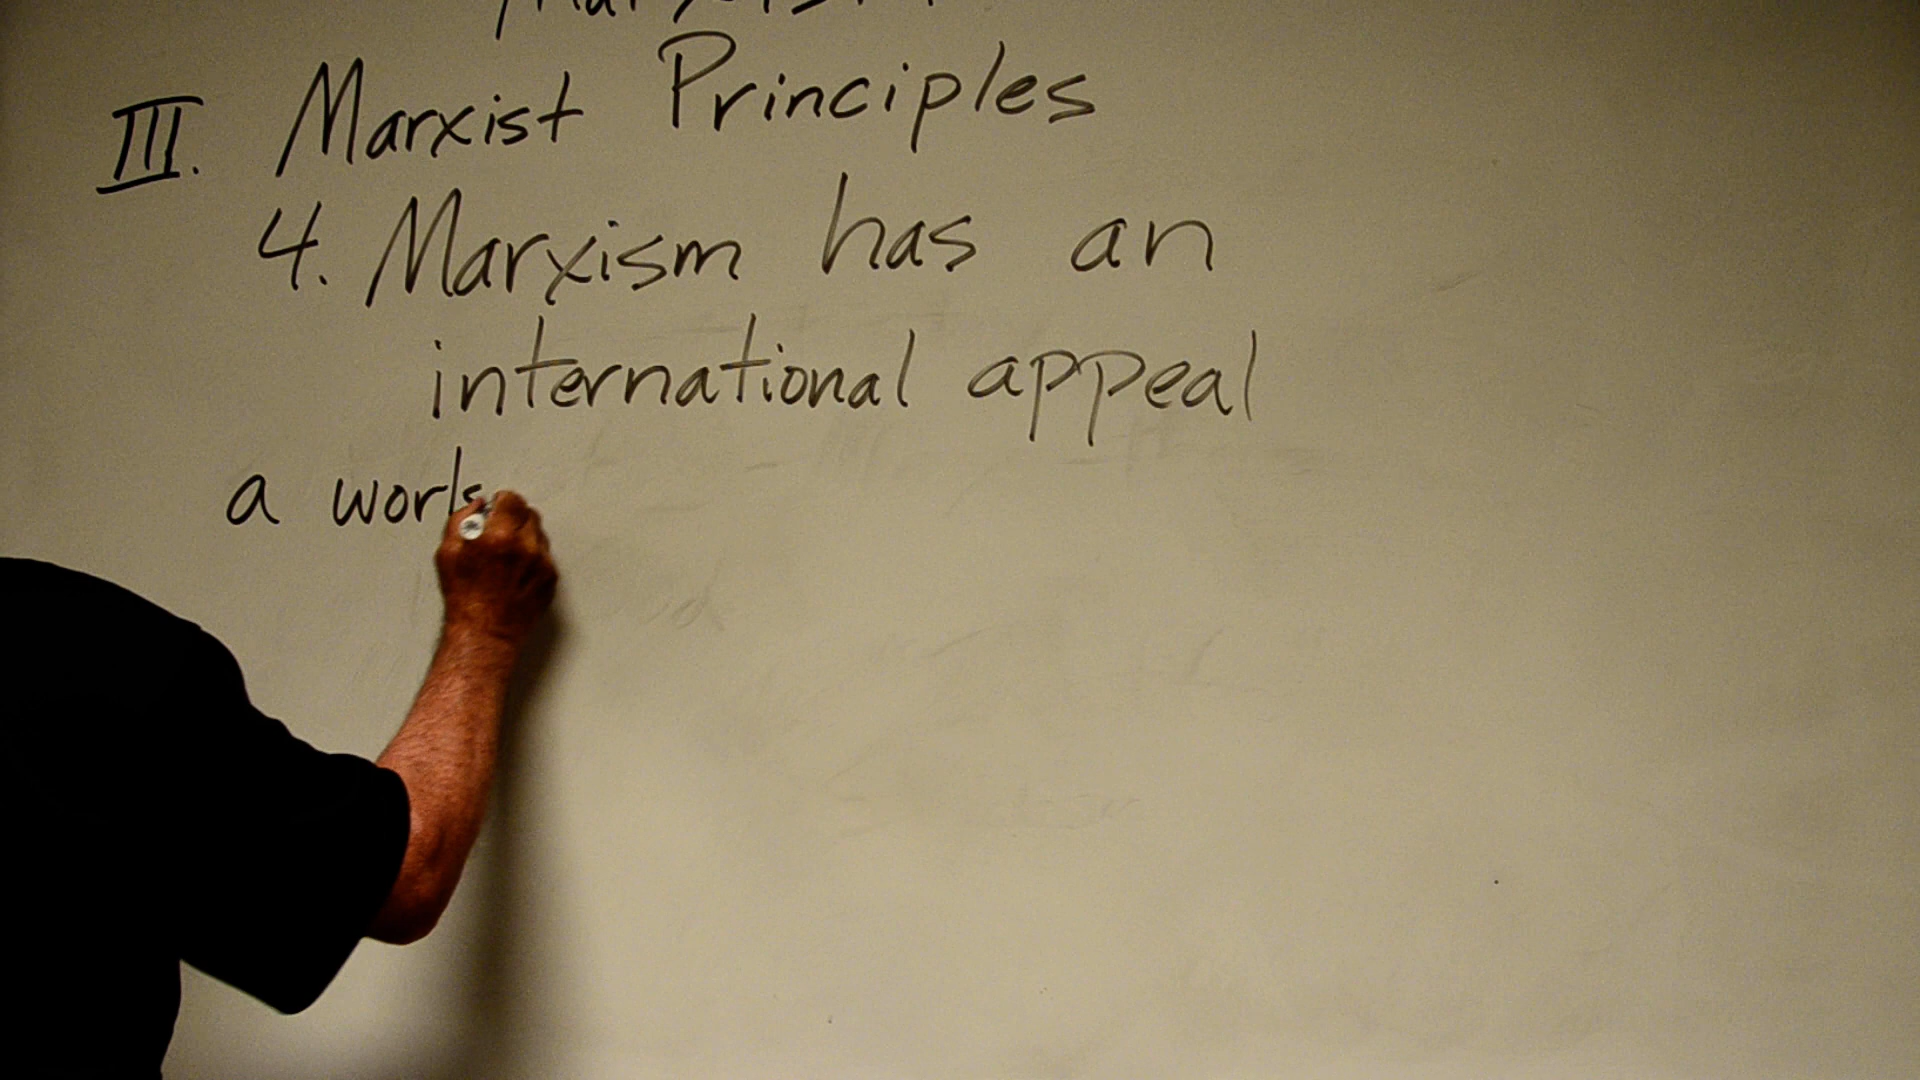 III. Marxist Principles
4. Marxism has an
international appeal
a work